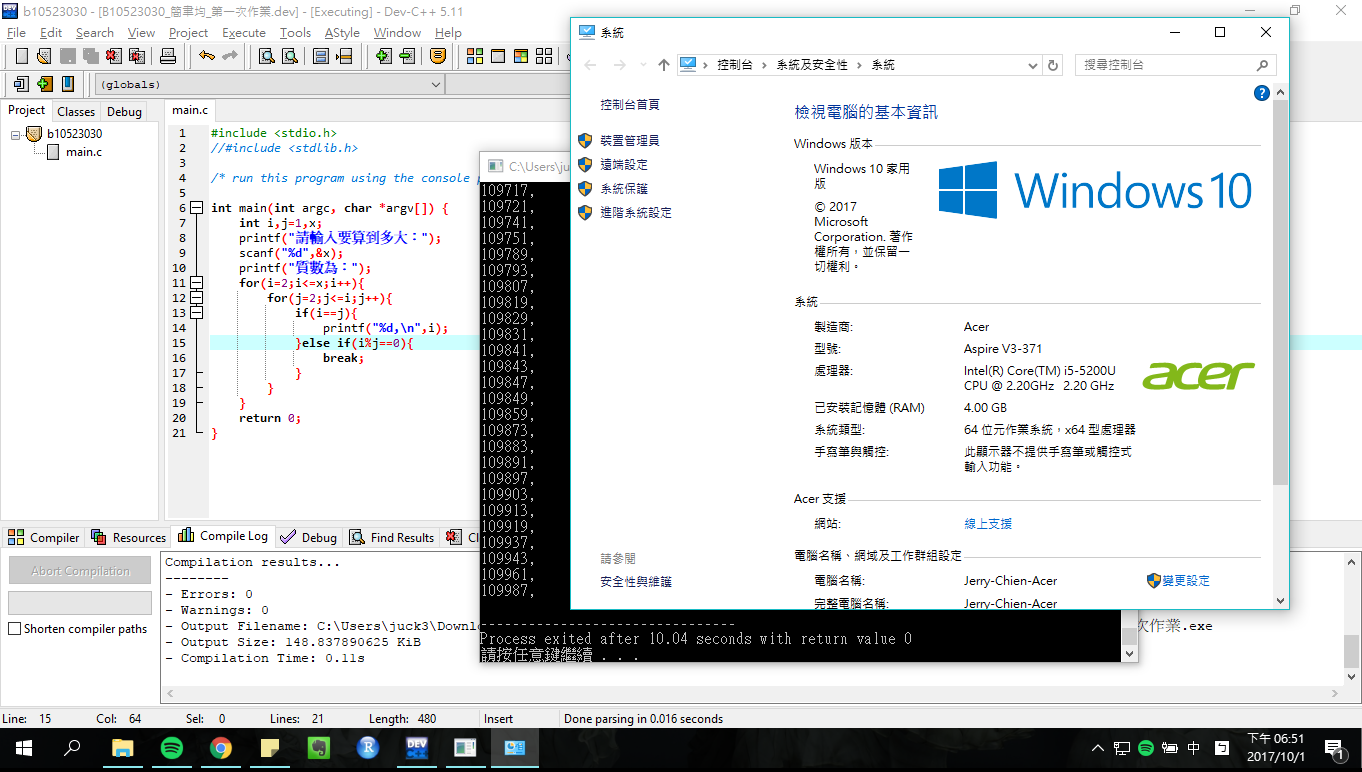 b10523030 - [B10523030_簡聿均_第一次作業.dev] - [Executing] - Dev-C++ 5.11
File Edit Search View Project Execute Tools AStyle Window Help
(globals)
Project Classes Debug
b10523030
main.c
main.c
1 #include <stdio.h>
2 //#include <stdlib.h>
3
4 /* run this program using the console
5
6 int main(int argc, char *argv[]) {
7 int i,j=1,x;
8 printf("請輸入要算到多大：");
9 scanf("%d",&x);
10 printf("質數為：");
11 for(i=2;i<=x;i++){
12 for(j=2;j<=i;j++){
13 if(i==j){
14 printf("%d,\n",i);
15 }else if(i%j==0){
16 break;
17 }
18 }
19 }
20 return 0;
21 }
C:\Users\ju
109717,
109721,
109741,
109751,
109789,
109793,
109807,
109819,
109829,
109831,
109841,
109843,
109847,
109849,
109859,
109873,
109883,
109891,
109897,
109903,
109913,
109919,
109937,
109943,
109961,
109987,
--------------------------------
Process exited after 10.04 seconds with return value 0
請按任意鍵繼續 . . .
系統
控制台 › 系統及安全性 › 系統
搜尋控制台
控制台首頁
裝置管理員
遠端設定
系統保護
進階系統設定
請參閱
安全性與維護
檢視電腦的基本資訊
Windows 版本
Windows 10 家用
版
© 2017
Microsoft
Corporation. 著作
權所有，並保留一
切權利。
Windows 10
系統
製造商: Acer
型號: Aspire V3-371
處理器: Intel(R) Core(TM) i5-5200U
CPU @ 2.20GHz 2.20 GHz
acer
已安裝記憶體 (RAM) 4.00 GB
系統類型: 64 位元作業系統，x64 型處理器
手寫筆與觸控: 此顯示器不提供手寫筆或觸控式
輸入功能。
Acer 支援
網站: 線上支援
電腦名稱、網域及工作群組設定
電腦名稱: Jerry-Chien-Acer 變更設定
完整電腦名稱: Jerry-Chien-Acer
Compiler Resources Compile Log Debug Find Results Cl
Abort Compilation
Shorten compiler paths
Compilation results...
--------
- Errors: 0
- Warnings: 0
- Output Filename: C:\Users\juck3\Downl 次作業.exe
- Output Size: 148.837890625 KiB
- Compilation Time: 0.11s
Line: 15 Col: 64 Sel: 0 Lines: 21 Length: 480 Insert Done parsing in 0.016 seconds
DEV
中
下午 06:51
2017/10/1
1